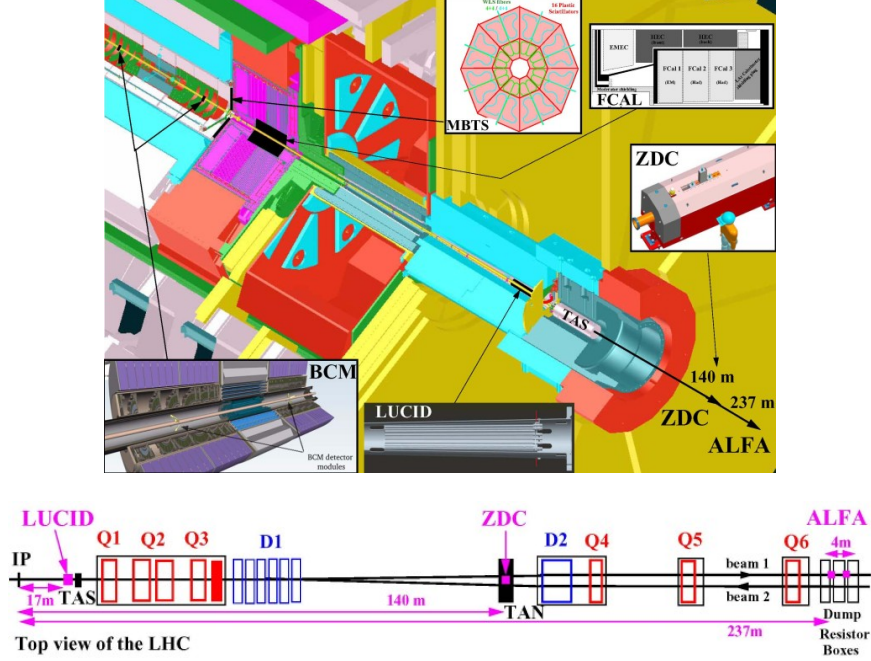 WLS fibers
16 Plastic
Scintillators
MBTS
EMEC
HEC
HEC
FCal 1
FCal 2
FCal 3
(EM)
(Had)
(Had)
FCAL
ZDC
TAS
140 m
ZDC
237 m
ALFA
BCM
BCM detector
modules
LUCID
LUCID
Q1
Q2
Q3
D1
ZDC
D2
Q4
Q5
Q6
ALFA
4m
IP
17m
TAS
140 m
TAN
beam 1
beam 2
237m
Dump
Resistor
Boxes
Top view of the LHC